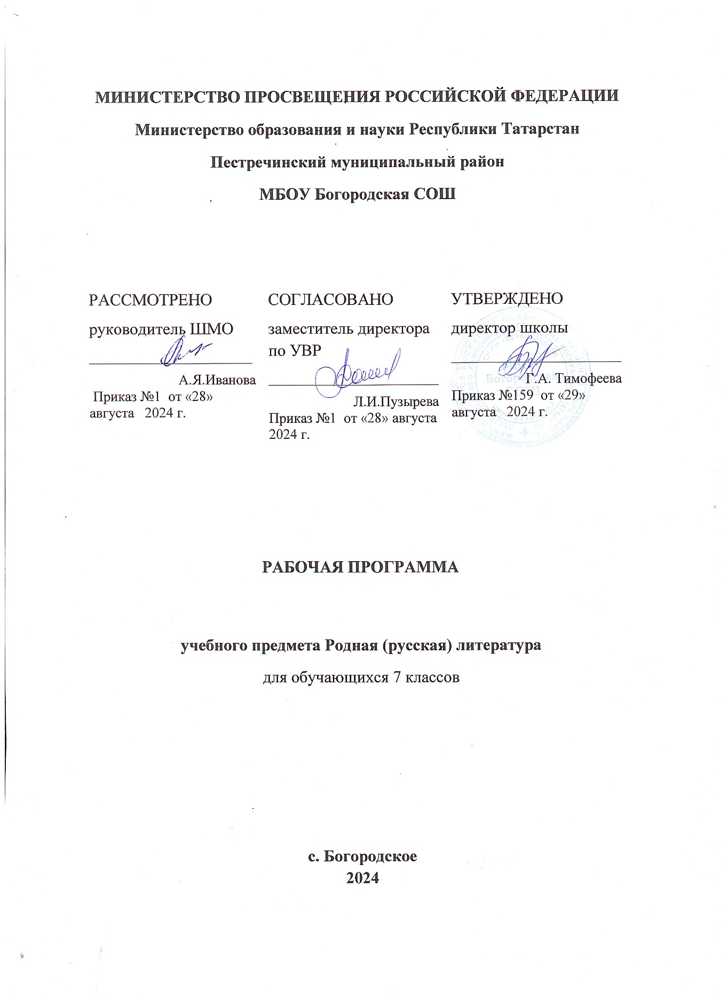 МИНИСТЕРСТВО ПРОСВЕЩЕНИЯ РОССИЙСКОЙ ФЕДЕРАЦИИ
Министерство образования и науки Республики Татарстан
Пестречинский муниципальный район
МБОУ Богородская СОШ
РАССМОТРЕНО
руководитель ШМО
А.Я.Иванова
Приказ №1 от «28»
августа 2024 г.
СОГЛАСОВАНО
заместитель директора
по УВР
Л.И.Пузырева
Приказ №1 от «28» августа
2024 г.
УТВЕРЖДЕНО
директор школы
Г.А. Тимофеева
Приказ №159 от «29»
августа 2024 г.
Богородская
СОШ
РАБОЧАЯ ПРОГРАММА
учебного предмета Родная (русская) литература
для обучающихся 7 классов
с. Богородское
2024